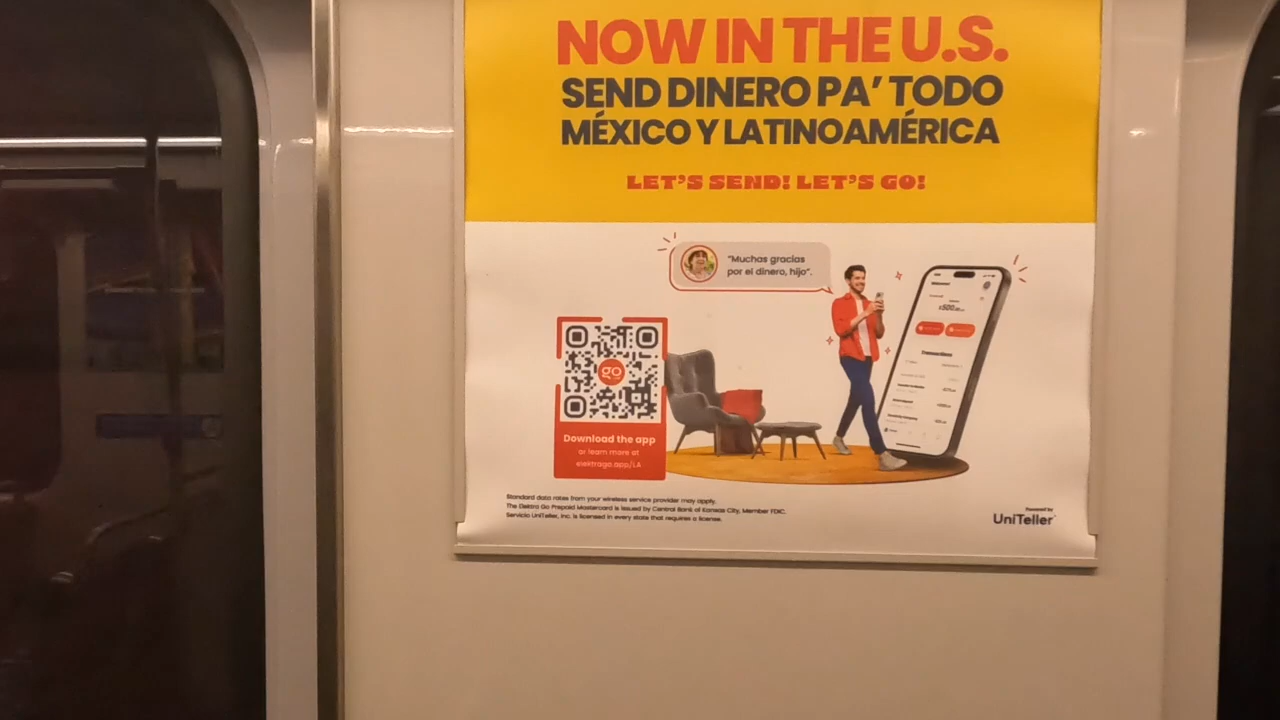 NOW IN THE U.S.
SEND DINERO PA' TODO
MÉXICO Y LATINOAMÉRICA
LET'S SEND! LET'S GO!
"Muchas gracias
por el dinero, hijo".
go
Download the app
or learn more at
elektrago.app/LA
Standard data rates from your wireless service provider may apply.
The Elektra Go Prepaid Mastercard is issued by Central Bank of Kansas City, Member FDIC.
Servicio UniTeller, Inc. is licensed in every state that requires a license.
Powered by
UniTeller